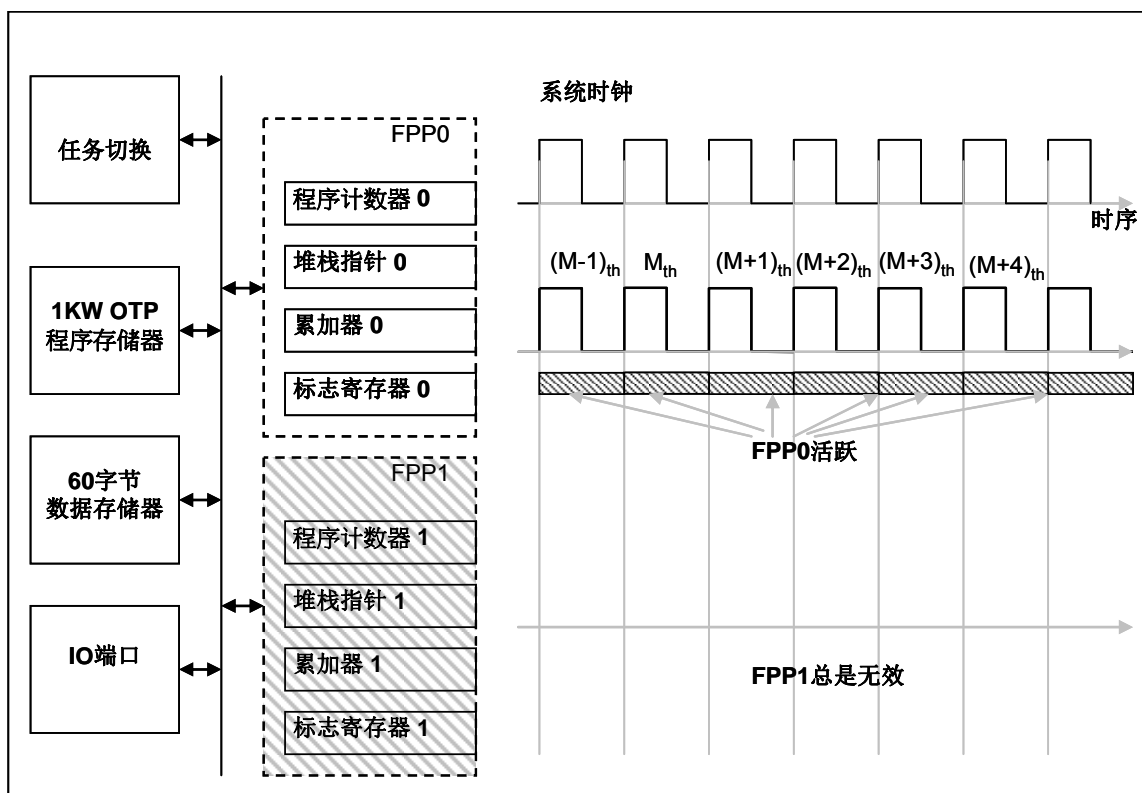 任务切换
1KW OTP
程序存储器
60字节
数据存储器
IO端口
FPP0
程序计数器 0
堆栈指针 0
累加器 0
标志寄存器 0
FPP1
程序计数器 1
堆栈指针 1
累加器 1
标志寄存器 1
系统时钟
时序
(M-1)th Mth (M+1)th (M+2)th (M+3)th (M+4)th
FPP0活跃
FPP1总是无效